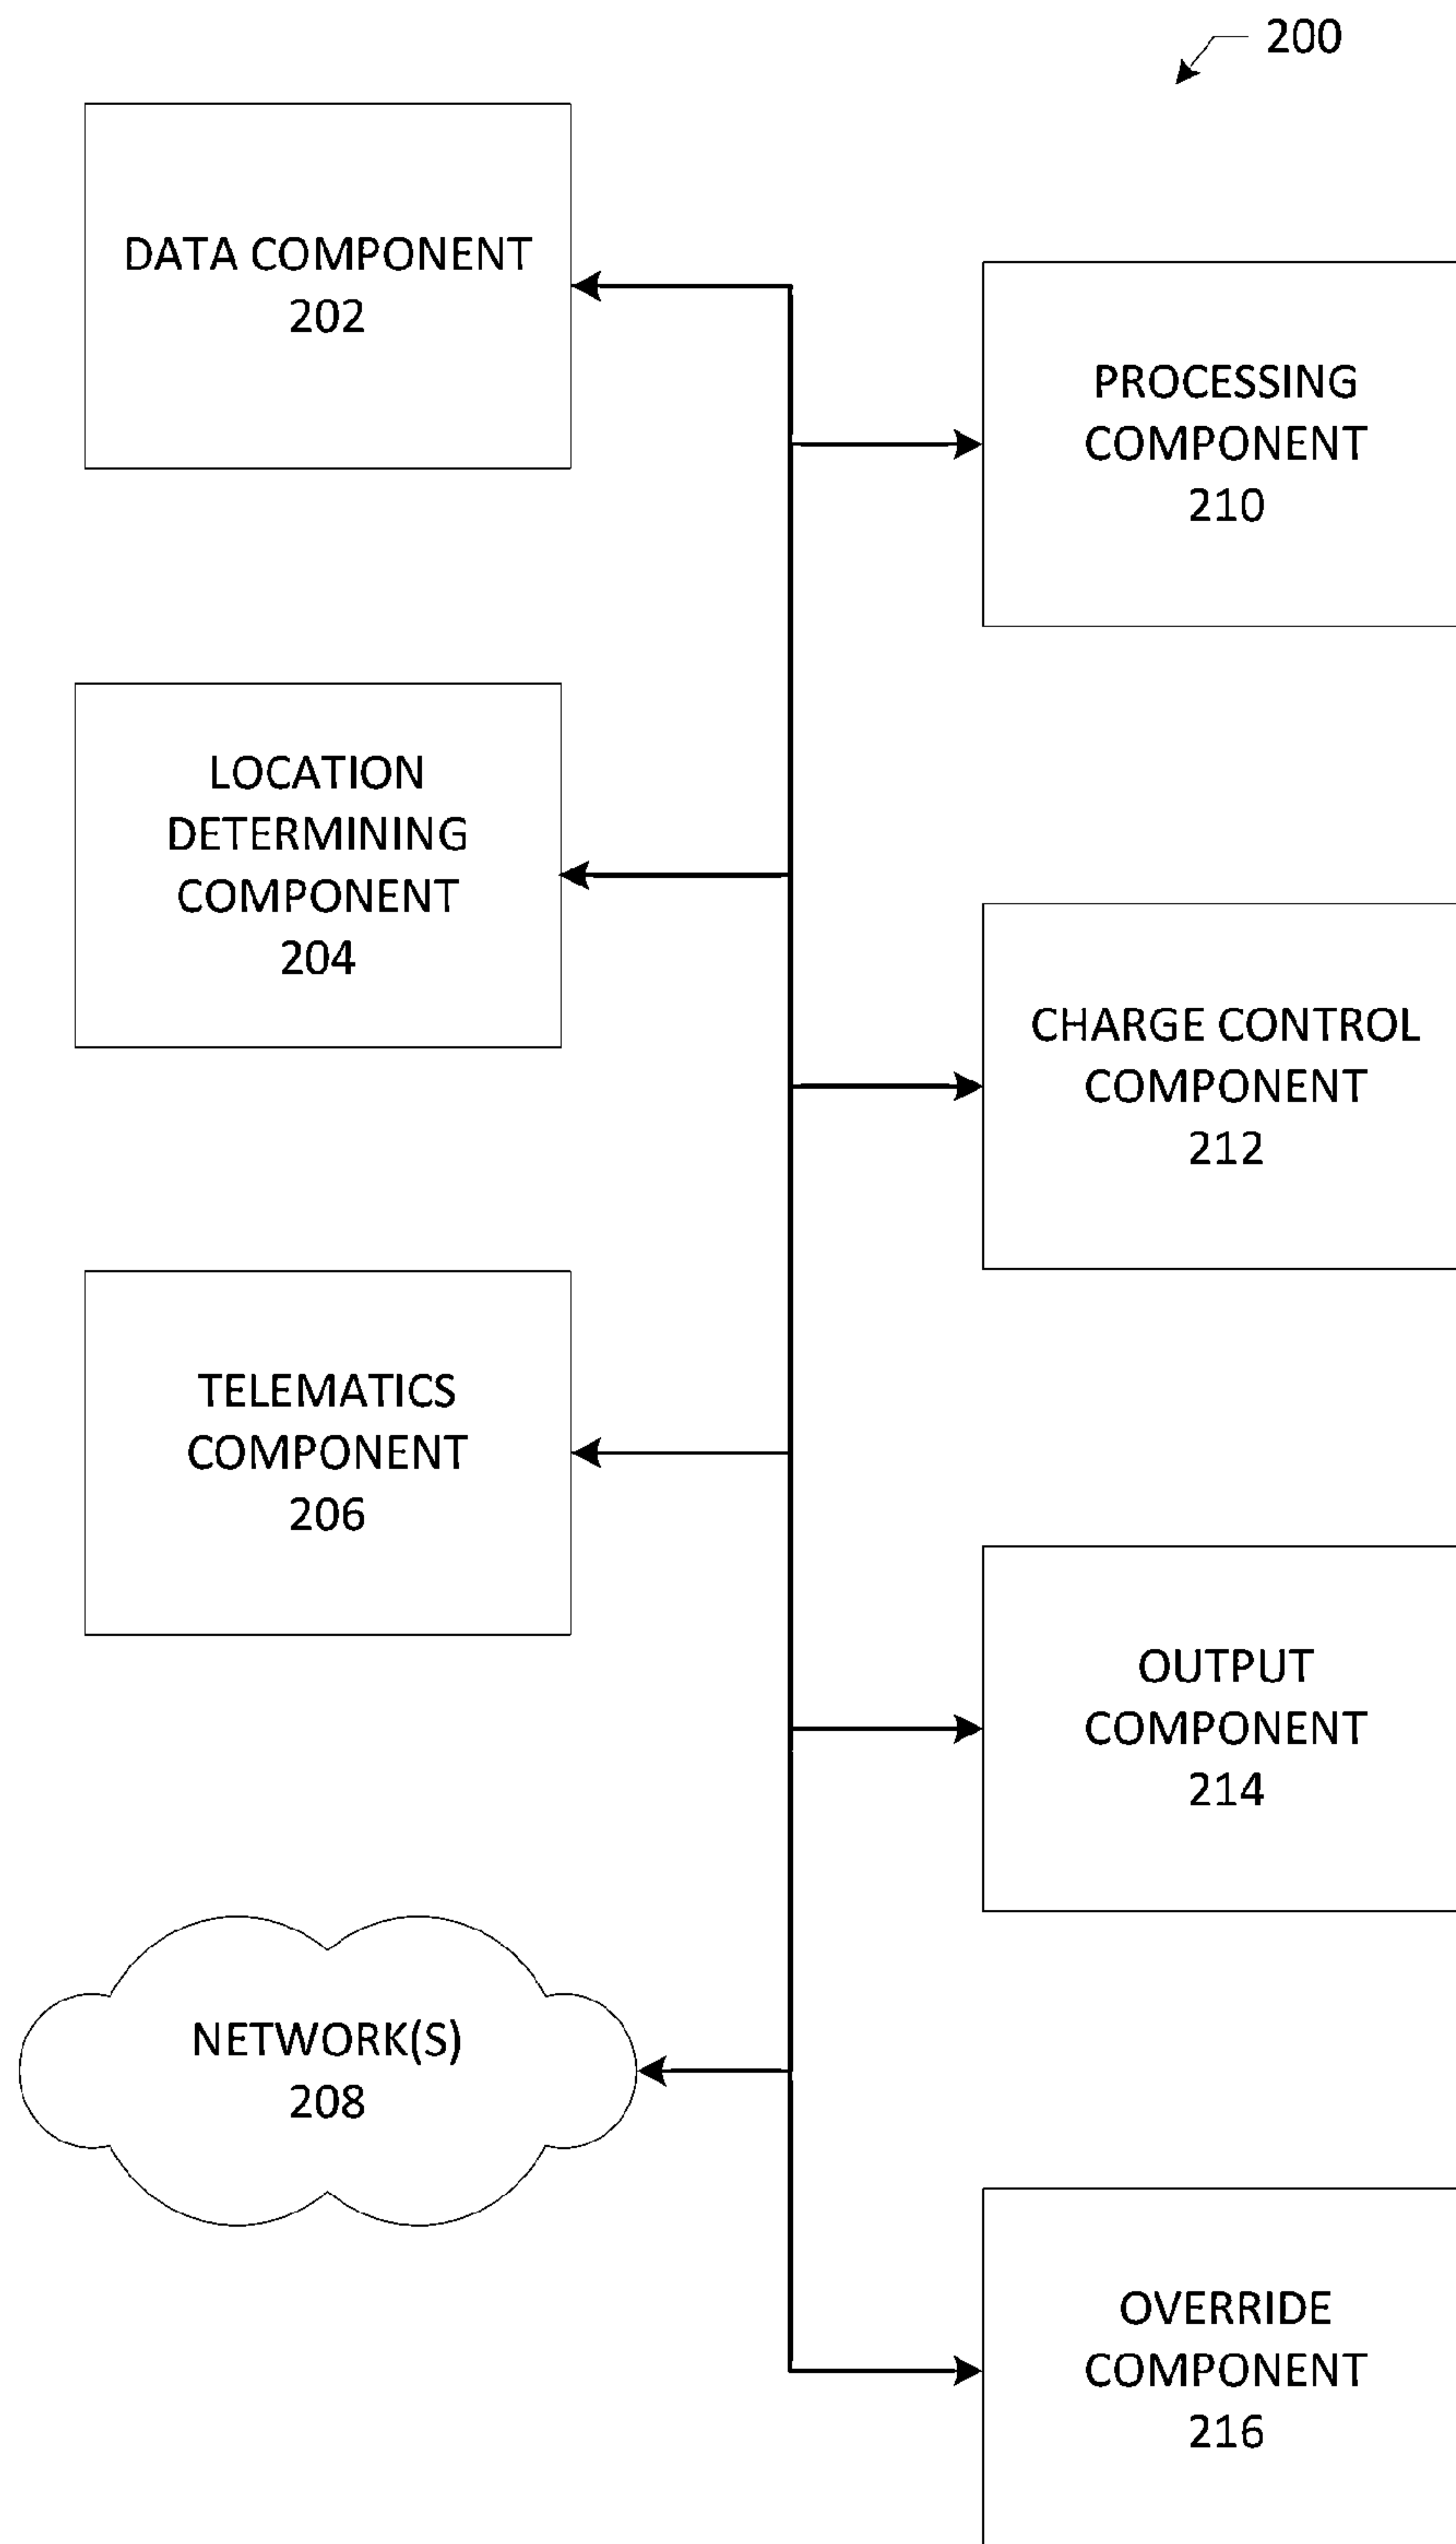 200
DATA COMPONENT
202
PROCESSING
COMPONENT
210
LOCATION
DETERMINING
COMPONENT
204
CHARGE CONTROL
COMPONENT
212
TELEMATICS
COMPONENT
206
OUTPUT
COMPONENT
214
NETWORK(S)
208
OVERRIDE
COMPONENT
216